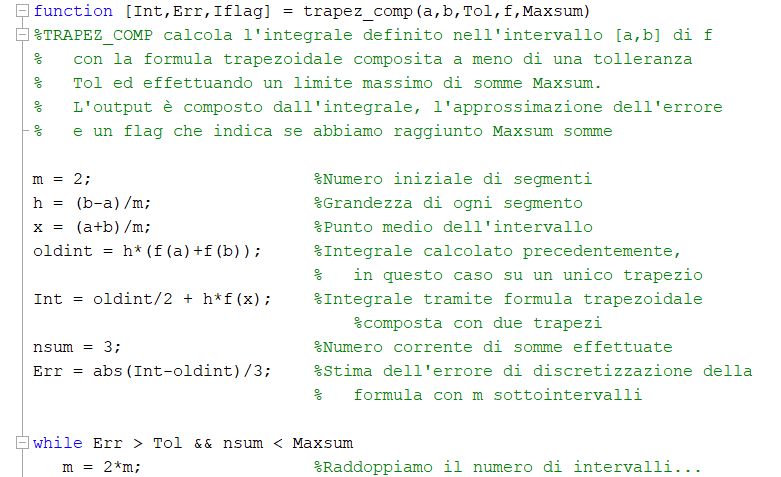 function [Int,Err,Iflag] = trapez_comp(a,b,Tol,f,Maxsum)
%TRAPEZ_COMP calcola l'integrale definito nell'intervallo [a,b] di f
%   con la formula trapezoidale composita a meno di una tolleranza
%   Tol ed effettuando un limite massimo di somme Maxsum.
%   L'output è composto dall'integrale, l'approssimazione dell'errore
%   e un flag che indica se abbiamo raggiunto Maxsum somme
m = 2;                      %Numero iniziale di segmenti
h = (b-a)/m;                %Grandezza di ogni segmento
x = (a+b)/m;                %Punto medio dell'intervallo
oldint = h*(f(a)+f(b));     %Integrale calcolato precedentemente,
                            %   in questo caso su un unico trapezio
Int = oldint/2 + h*f(x);    %Integrale tramite formula trapezoidale
                                %composta con due trapezi
nsum = 3;                   %Numero corrente di somme effettuate
Err = abs(Int-oldint)/3;    %Stima dell'errore di discretizzazione della
                            %   formula con m sottointervalli
while Err > Tol && nsum < Maxsum
   m = 2*m;                 %Raddoppiamo il numero di intervalli...